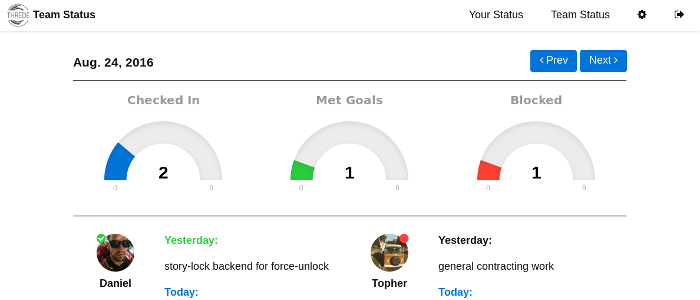 THREDE Team Status Your Status Team Status
Aug. 24, 2016 ‹ Prev Next ›
Checked In Met Goals Blocked
2 1 1
0 9 0 9 0 9
Yesterday: Yesterday:
story-lock backend for force-unlock general contracting work
Daniel Topher
Today: Today: